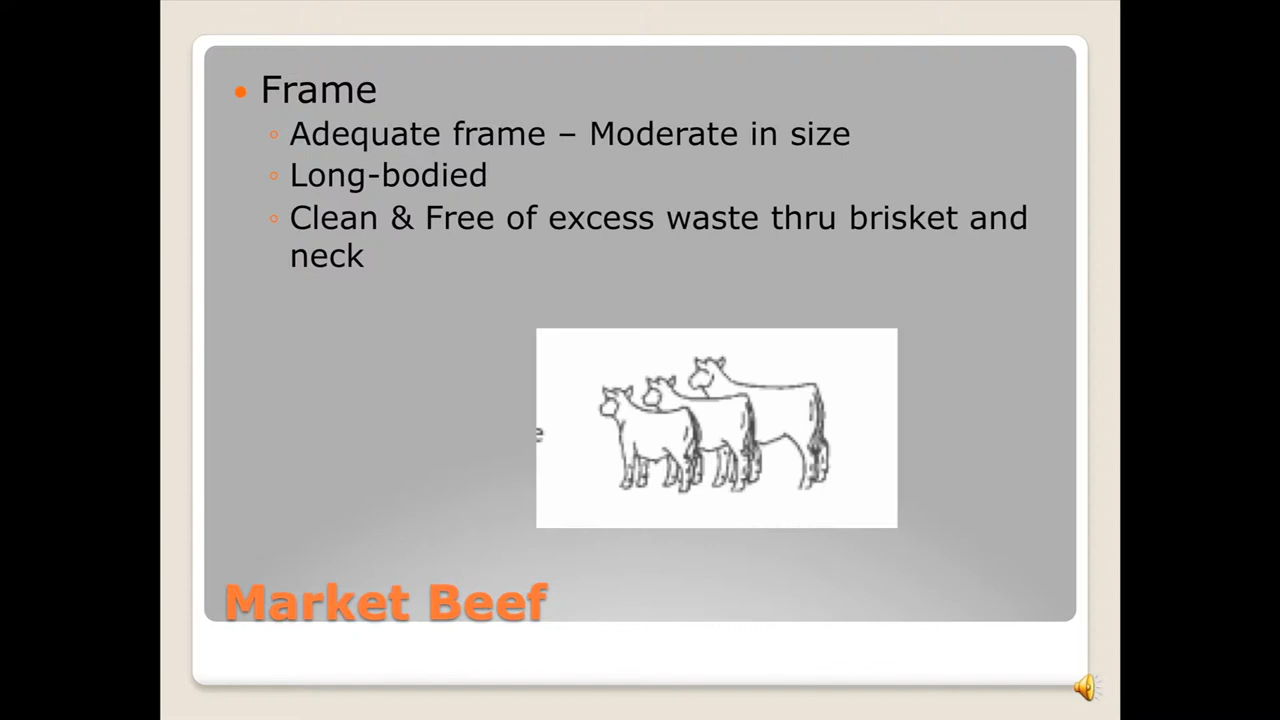 Frame
Adequate frame – Moderate in size
Long-bodied
Clean & Free of excess waste thru brisket and
neck
e
Market Beef